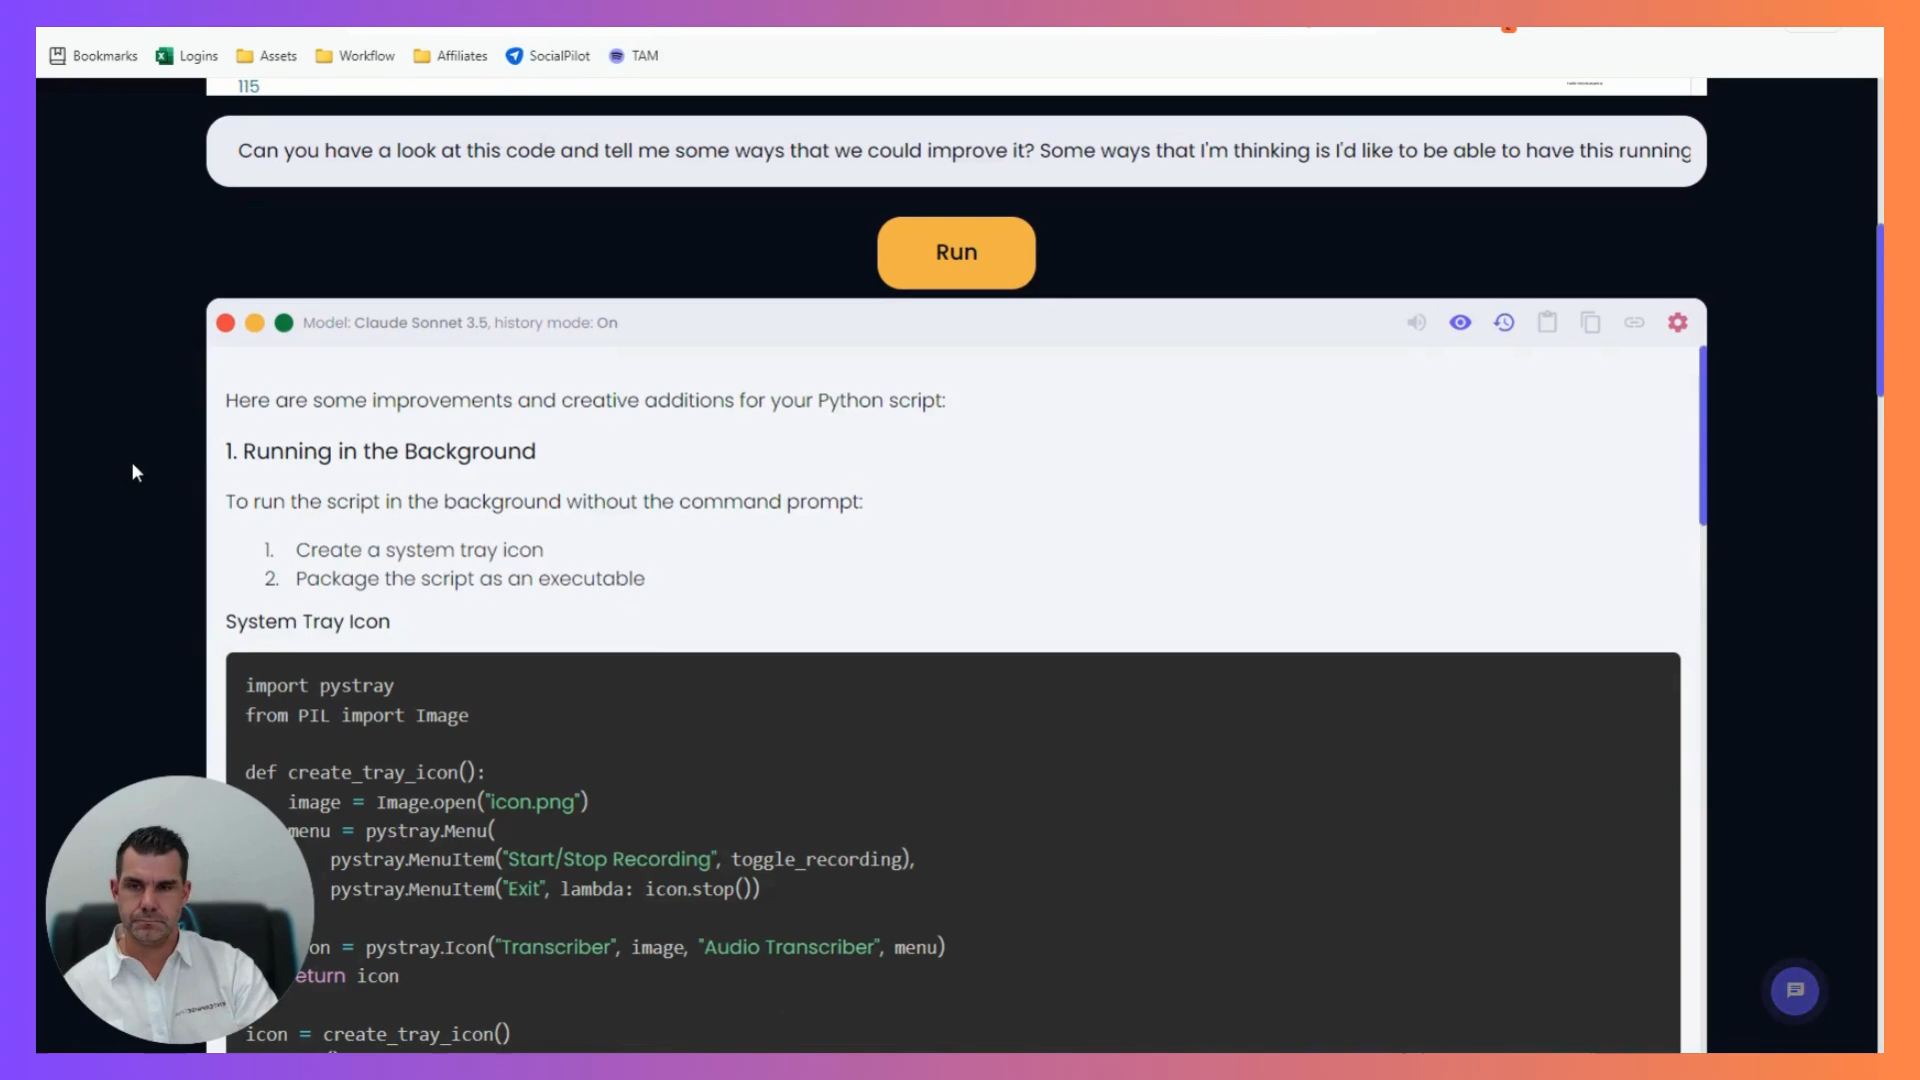 Bookmarks Logins Assets Workflow Affiliates SocialPilot TAM
115
Can you have a look at this code and tell me some ways that we could improve it? Some ways that I'm thinking is I'd like to be able to have this running
Run
Model: Claude Sonnet 3.5, history mode: On
Here are some improvements and creative additions for your Python script:
1. Running in the Background
To run the script in the background without the command prompt:
1. Create a system tray icon
2. Package the script as an executable
System Tray Icon
import pystray
from PIL import Image
def create_tray_icon():
image = Image.open("icon.png")
menu = pystray.Menu(
pystray.MenuItem("Start/Stop Recording", toggle_recording),
pystray.MenuItem("Exit", lambda: icon.stop())
on = pystray.Icon("Transcriber", image, "Audio Transcriber", menu)
eturn icon
icon = create_tray_icon()